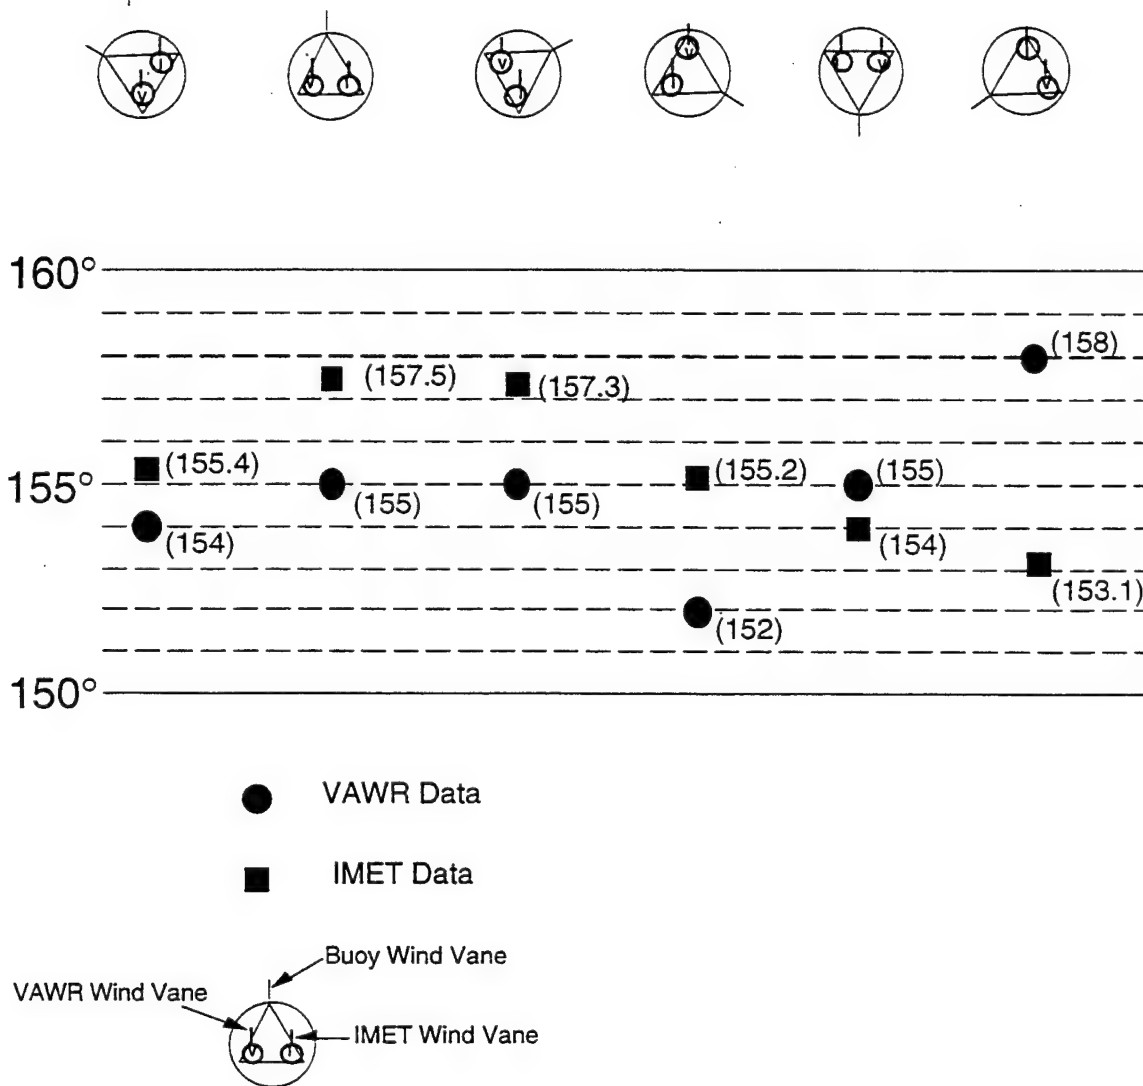 V I
V I
V I
V I
I V
I V
160°
(158)
(157.5)
(157.3)
(155.4)
(155.2)
(155)
155°
(155)
(155)
(154)
(154)
(153.1)
(152)
150°
VAWR Data
IMET Data
Buoy Wind Vane
VAWR Wind Vane
IMET Wind Vane
V I